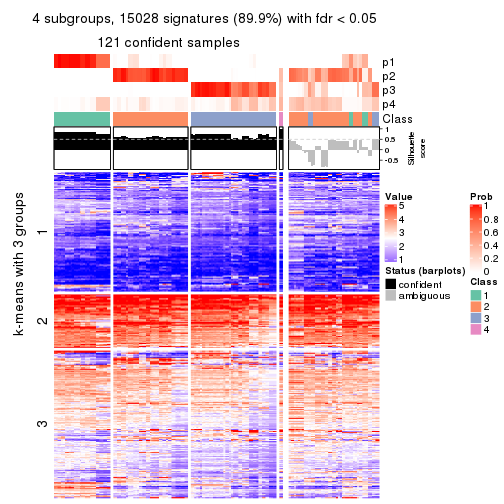 4 subgroups, 15028 signatures (89.9%) with fdr < 0.05
121 confident samples
p1
p2
p3
p4
Class
1
0.5
0
-0.5
Silhouette
score
k-means with 3 groups
1
2
3
Value
5
4
3
2
1
Status (barplots)
confident
ambiguous
Prob
1
0.8
0.6
0.4
0.2
0
Class
1
2
3
4